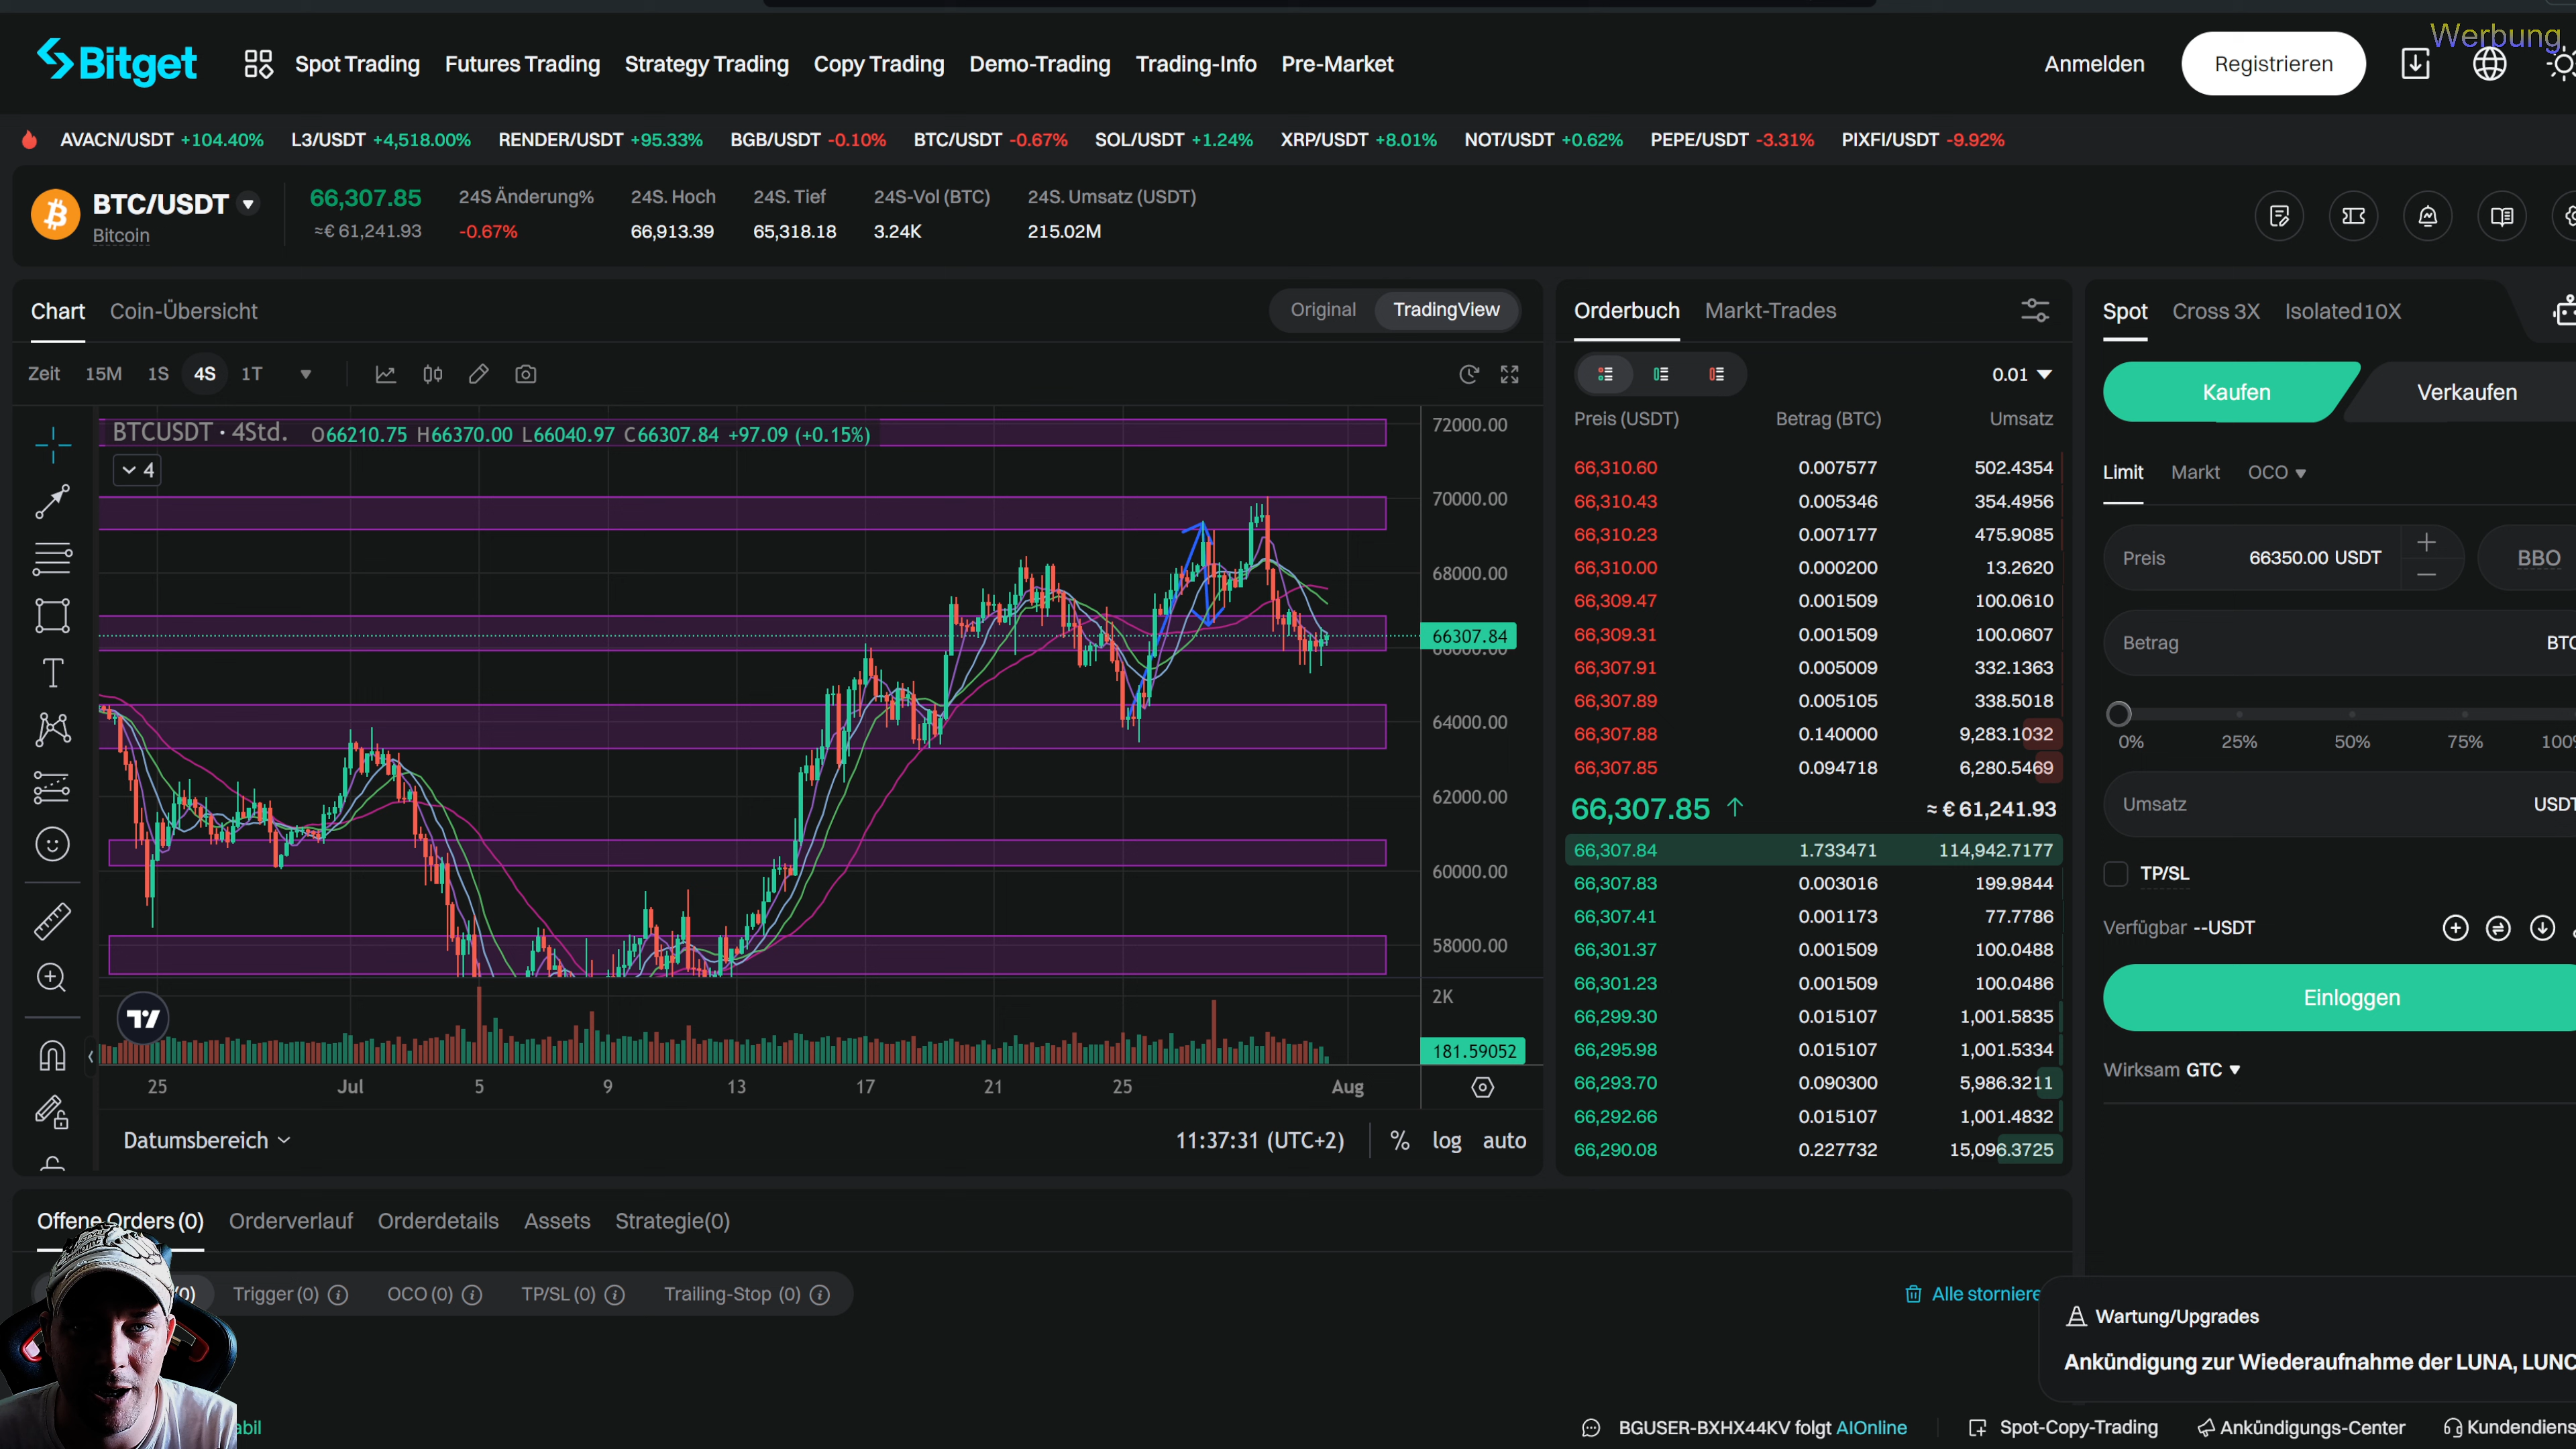 Werbung
Bitget Spot Trading Futures Trading Strategy Trading Copy Trading Demo-Trading Trading-Info Pre-Market Anmelden Registrieren
AVACN/USDT +104.40% L3/USDT +4,518.00% RENDER/USDT +95.33% BGB/USDT -0.10% BTC/USDT -0.67% SOL/USDT +1.24% XRP/USDT +8.01% NOT/USDT +0.62% PEPE/USDT -3.31% PIXFI/USDT -9.92%
BTC/USDT 66,307.85 24S Änderung% 24S. Hoch 24S. Tief 24S-Vol (BTC) 24S. Umsatz (USDT)
Bitcoin ≈€ 61,241.93 -0.67% 66,913.39 65,318.18 3.24K 215.02M
Chart Coin-Übersicht Original TradingView
Zeit 15M 1S 4S 1T
BTCUSDT · 4Std. O66210.75 H66370.00 L66040.97 C66307.84 +97.09 (+0.15%)
4
72000.00
70000.00
68000.00
66307.84
66000.00
64000.00
62000.00
60000.00
58000.00
2K
181.59052
25 Jul 5 9 13 17 21 25 Aug
Datumsbereich 11:37:31 (UTC+2) % log auto
Orderbuch Markt-Trades
0.01
Preis (USDT) Betrag (BTC) Umsatz
66,310.60 0.007577 502.4354
66,310.43 0.005346 354.4956
66,310.23 0.007177 475.9085
66,310.00 0.000200 13.2620
66,309.47 0.001509 100.0610
66,309.31 0.001509 100.0607
66,307.91 0.005009 332.1363
66,307.89 0.005105 338.5018
66,307.88 0.140000 9,283.1032
66,307.85 0.094718 6,280.5469
66,307.85 ↑ ≈ € 61,241.93
66,307.84 1.733471 114,942.7177
66,307.83 0.003016 199.9844
66,307.41 0.001173 77.7786
66,301.37 0.001509 100.0488
66,301.23 0.001509 100.0486
66,299.30 0.015107 1,001.5835
66,295.98 0.015107 1,001.5334
66,293.70 0.090300 5,986.3211
66,292.66 0.015107 1,001.4832
66,290.08 0.227732 15,096.3725
Spot Cross 3X Isolated10X
Kaufen Verkaufen
Limit Markt OCO
Preis 66350.00 USDT BBO
Betrag BTC
0% 25% 50% 75% 100%
Umsatz USDT
TP/SL
Verfügbar --USDT
Einloggen
Wirksam GTC
Offene Orders (0) Orderverlauf Orderdetails Assets Strategie(0)
(0) Trigger (0) OCO (0) TP/SL (0) Trailing-Stop (0) Alle storniere
Wartung/Upgrades
Ankündigung zur Wiederaufnahme der LUNA, LUNC
abil BGUSER-BXHX44KV folgt AIOnline Spot-Copy-Trading Ankündigungs-Center Kundendiens